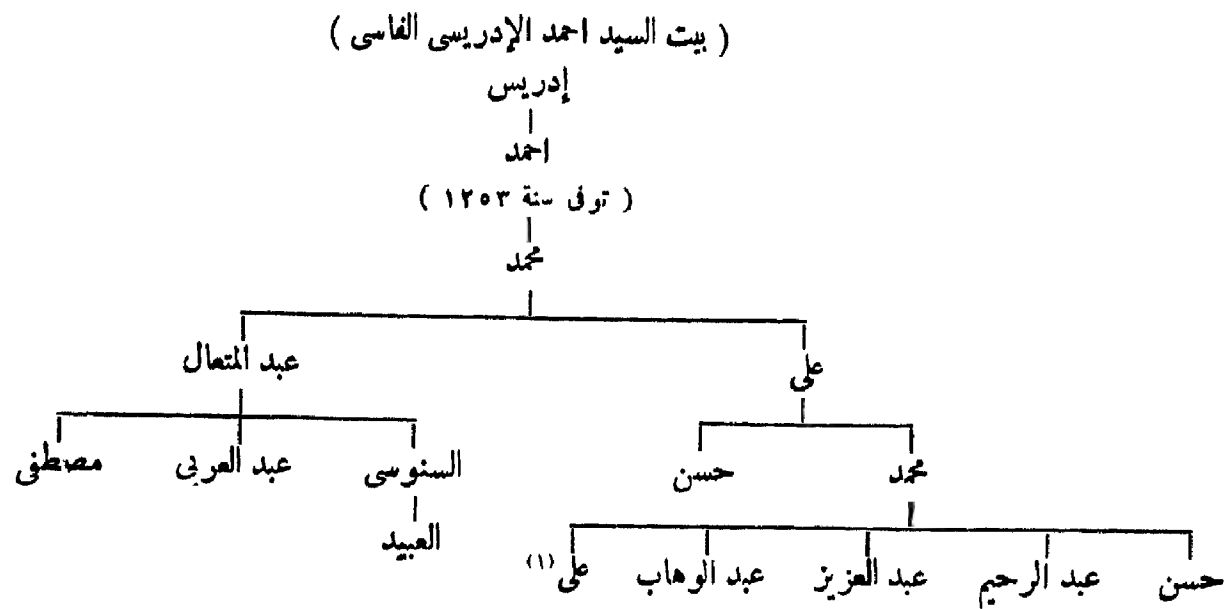 ( بيت السيد احمد الإدريسى الفاسى )
إدريس
احمد
( توفى سنة ١٢٥٣ )
محمد
على عبد المتعال
محمد حسن السنوسى عبد العربى مصطفى
العبيد
حسن عبد الرحيم عبد العزيز عبد الوهاب على (١)